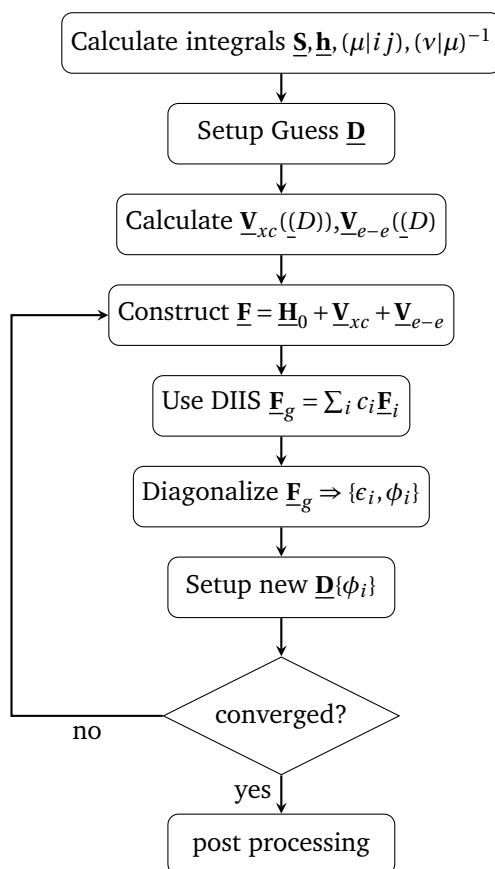 Calculate integrals S, h, (μ|ij), (ν|μ)⁻¹
Setup Guess D
Calculate V_xc((D)),V_e−e((D)
Construct F = H₀ + V_xc + V_e−e
Use DIIS F_g = ∑_i c_i F_i
Diagonalize F_g ⇒ {ϵ_i, ϕ_i}
Setup new D{ϕ_i}
converged?
no
yes
post processing